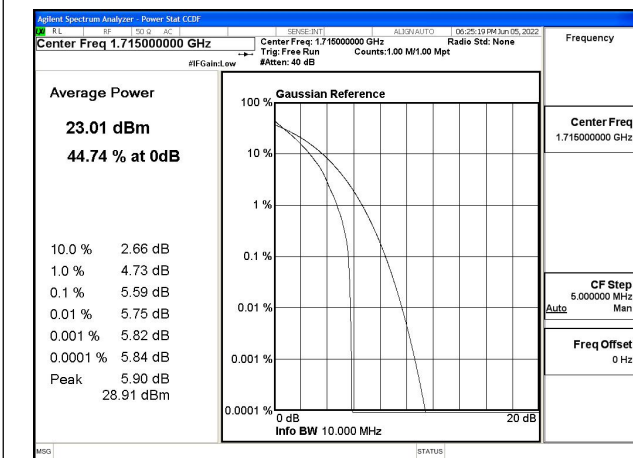 Agilent Spectrum Analyzer - Power Stat CCDF
RL RF 50 Ω AC SENSE:INT ALIGN AUTO 06:25:19 PM Jun 05, 2022
Center Freq 1.715000000 GHz
Center Freq: 1.715000000 GHz Radio Std: None
Trig: Free Run Counts:1.00 M/1.00 Mpt
#IFGain:Low #Atten: 40 dB
Frequency
Average Power
23.01 dBm
44.74 % at 0dB
10.0 % 2.66 dB
1.0 % 4.73 dB
0.1 % 5.59 dB
0.01 % 5.75 dB
0.001 % 5.82 dB
0.0001 % 5.84 dB
Peak 5.90 dB
28.91 dBm
Gaussian Reference
100 %
10 %
1 %
0.1 %
0.01 %
0.001 %
0.0001 %
0 dB 20 dB
Info BW 10.000 MHz
Center Freq
1.715000000 GHz
CF Step
5.000000 MHz
Auto Man
Freq Offset
0 Hz
MSG STATUS